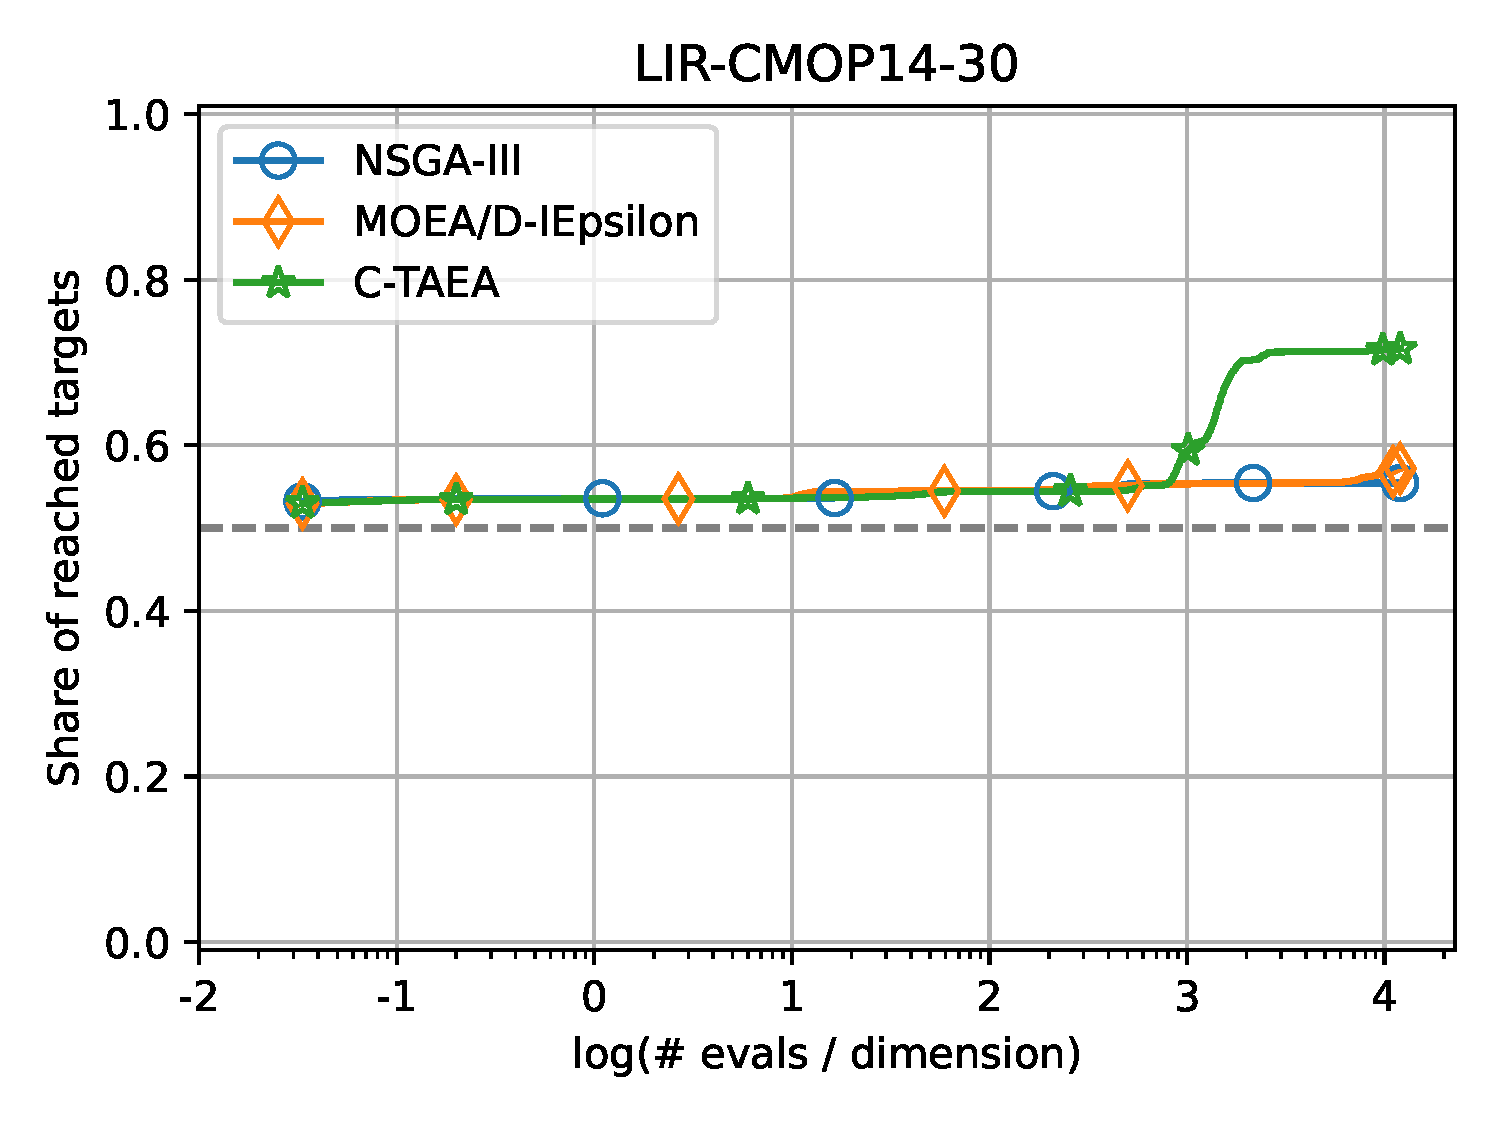 LIR-CMOP14-30
1.0
0.8
0.6
0.4
0.2
0.0
Share of reached targets
NSGA-III
MOEA/D-IEpsilon
C-TAEA
-2 -1 0 1 2 3 4
log(# evals / dimension)